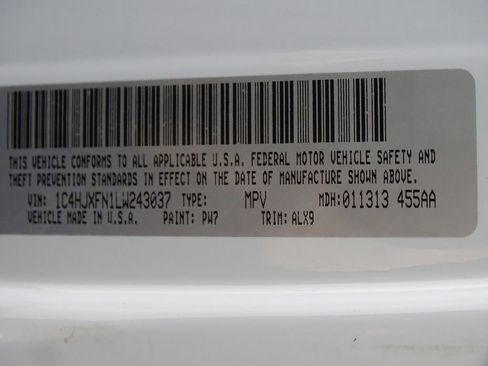 THIS VEHICLE CONFORMS TO ALL APPLICABLE U.S.A. FEDERAL MOTOR VEHICLE SAFETY AND
THEFT PREVENTION STANDARDS IN EFFECT ON THE DATE OF MANUFACTURE SHOWN ABOVE.
VIN: 1C4HJXFN1LW243037 TYPE: MPV MDH: 011313 455AA
VEHICLE MADE IN U.S.A. PAINT: PW7 TRIM: ALX9